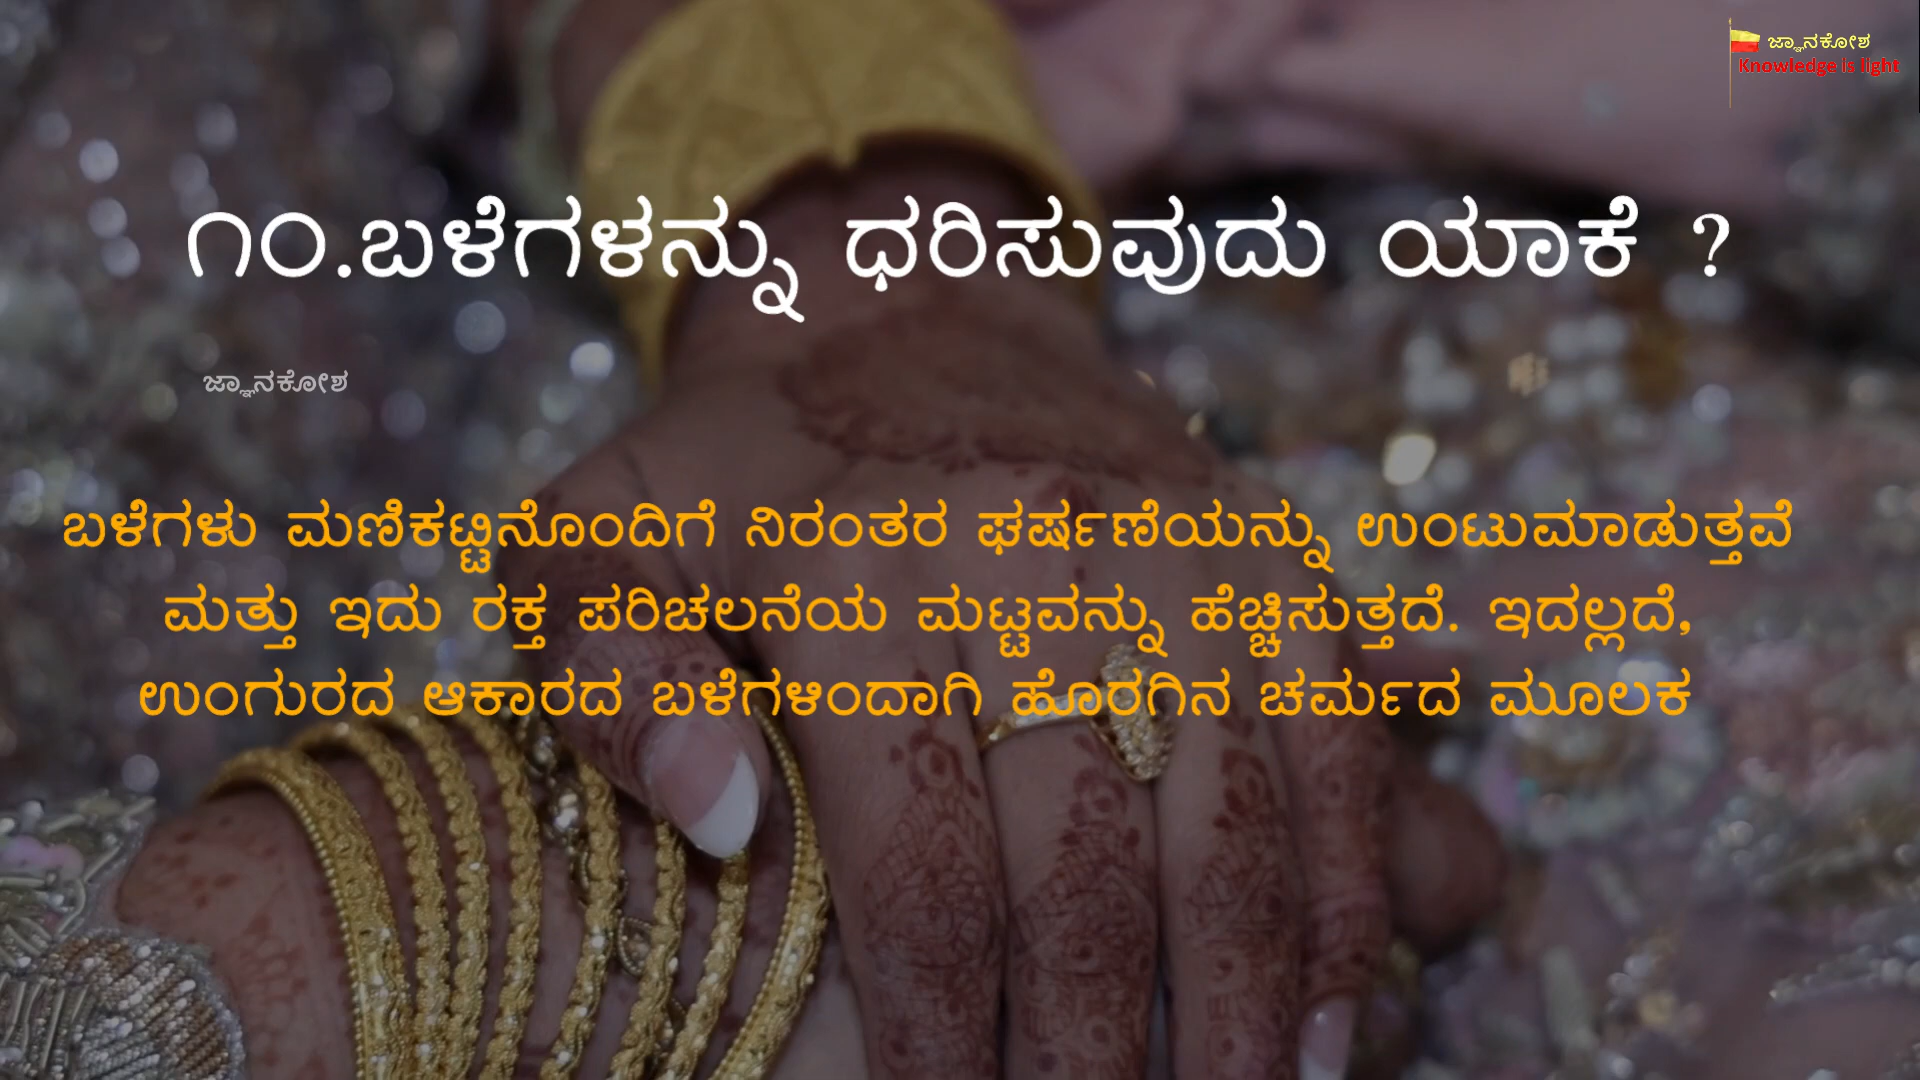 ಜ್ಞಾನಕೋಶ
Knowledge is light
೧೦.ಬಳೆಗಳನ್ನು ಧರಿಸುವುದು ಯಾಕೆ ?
ಜ್ಞಾನಕೋಶ
ಬಳೆಗಳು ಮಣಿಕಟ್ಟಿನೊಂದಿಗೆ ನಿರಂತರ ಘರ್ಷಣೆಯನ್ನು ಉಂಟುಮಾಡುತ್ತವೆ
ಮತ್ತು ಇದು ರಕ್ತ ಪರಿಚಲನೆಯ ಮಟ್ಟವನ್ನು ಹೆಚ್ಚಿಸುತ್ತದೆ. ಇದಲ್ಲದೆ,
ಉಂಗುರದ ಆಕಾರದ ಬಳೆಗಳಿಂದಾಗಿ ಹೊರಗಿನ ಚರ್ಮದ ಮೂಲಕ